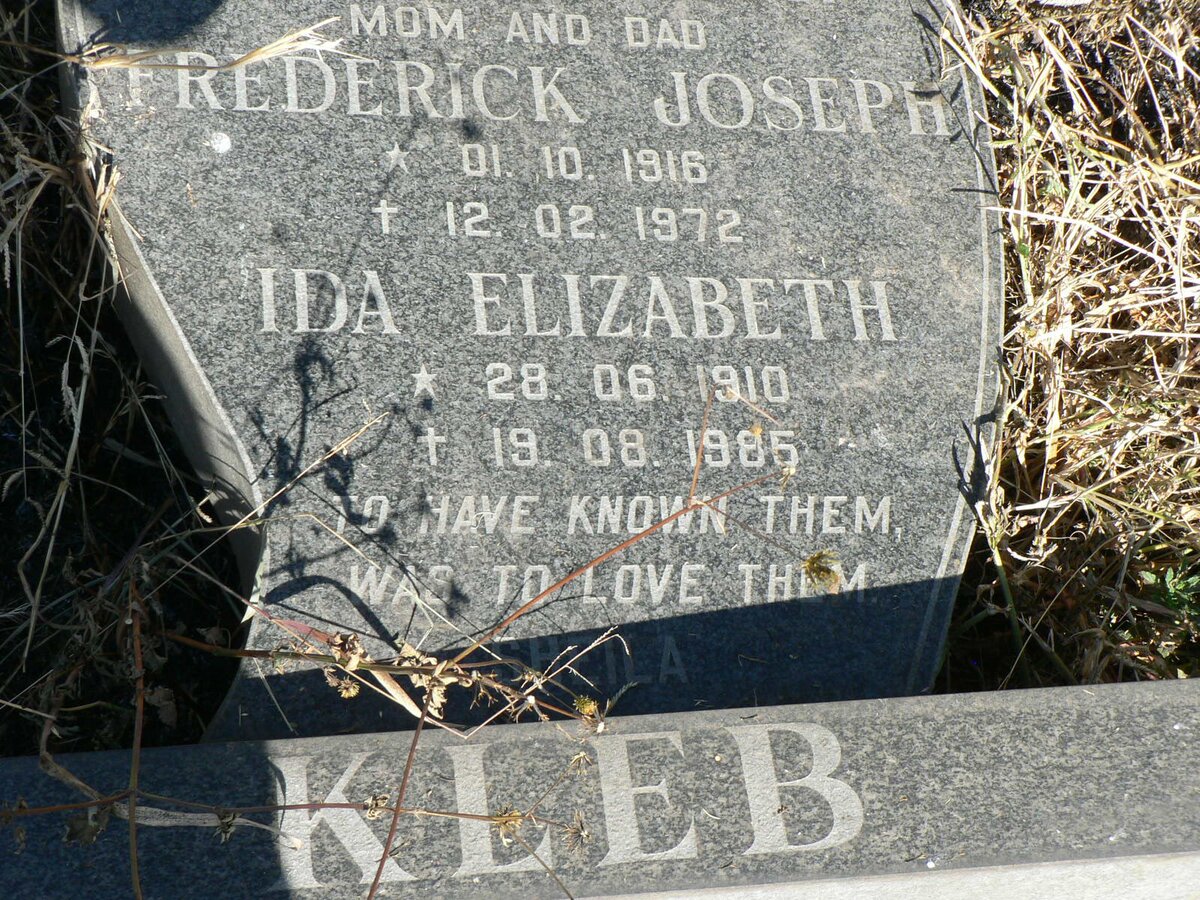 MOM AND DAD
FREDERICK JOSEPH
★ 01. 10. 1916
✝ 12. 02. 1972
IDA ELIZABETH
★ 28. 06. 1910
✝ 19. 08. 1985
TO HAVE KNOWN THEM,
WAS TO LOVE THEM.
KLEB